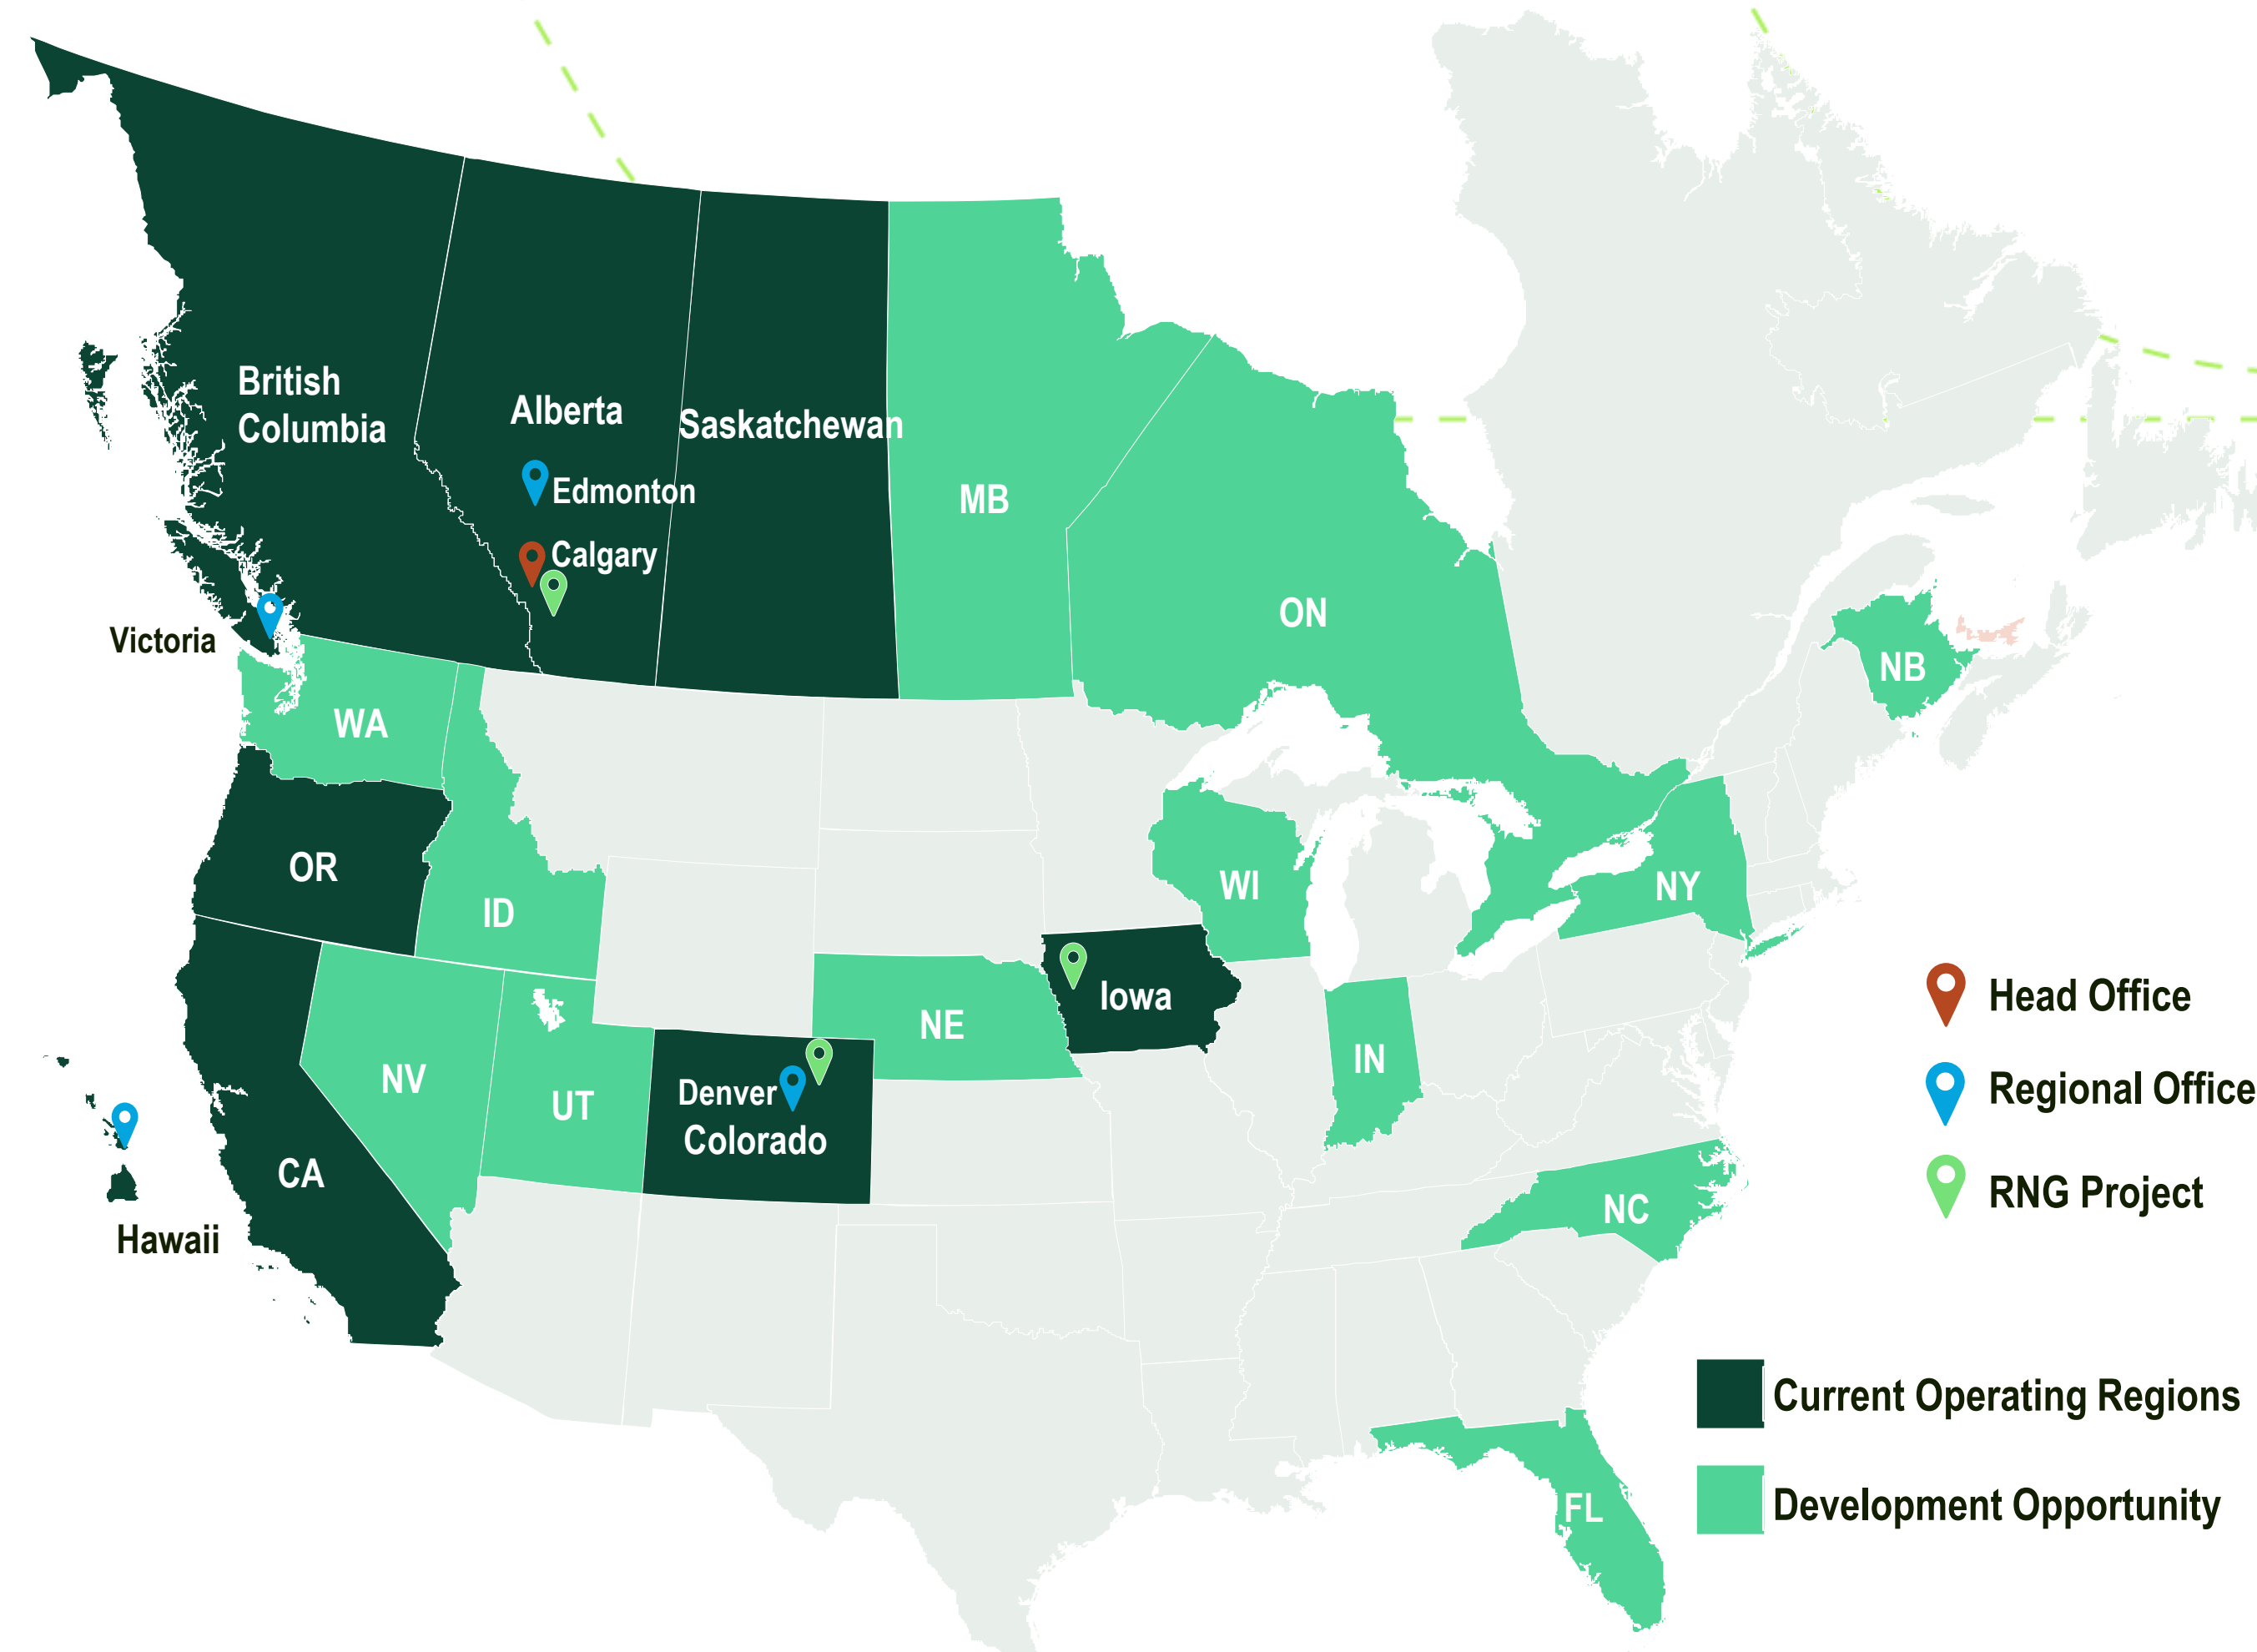 British
Columbia
Alberta
Saskatchewan
Edmonton
MB
Calgary
ON
Victoria
NB
WA
OR
ID
WI
NY
Iowa
NE
NV
UT
IN
Denver
Colorado
CA
Hawaii
NC
FL
Head Office
Regional Office
RNG Project
Current Operating Regions
Development Opportunity